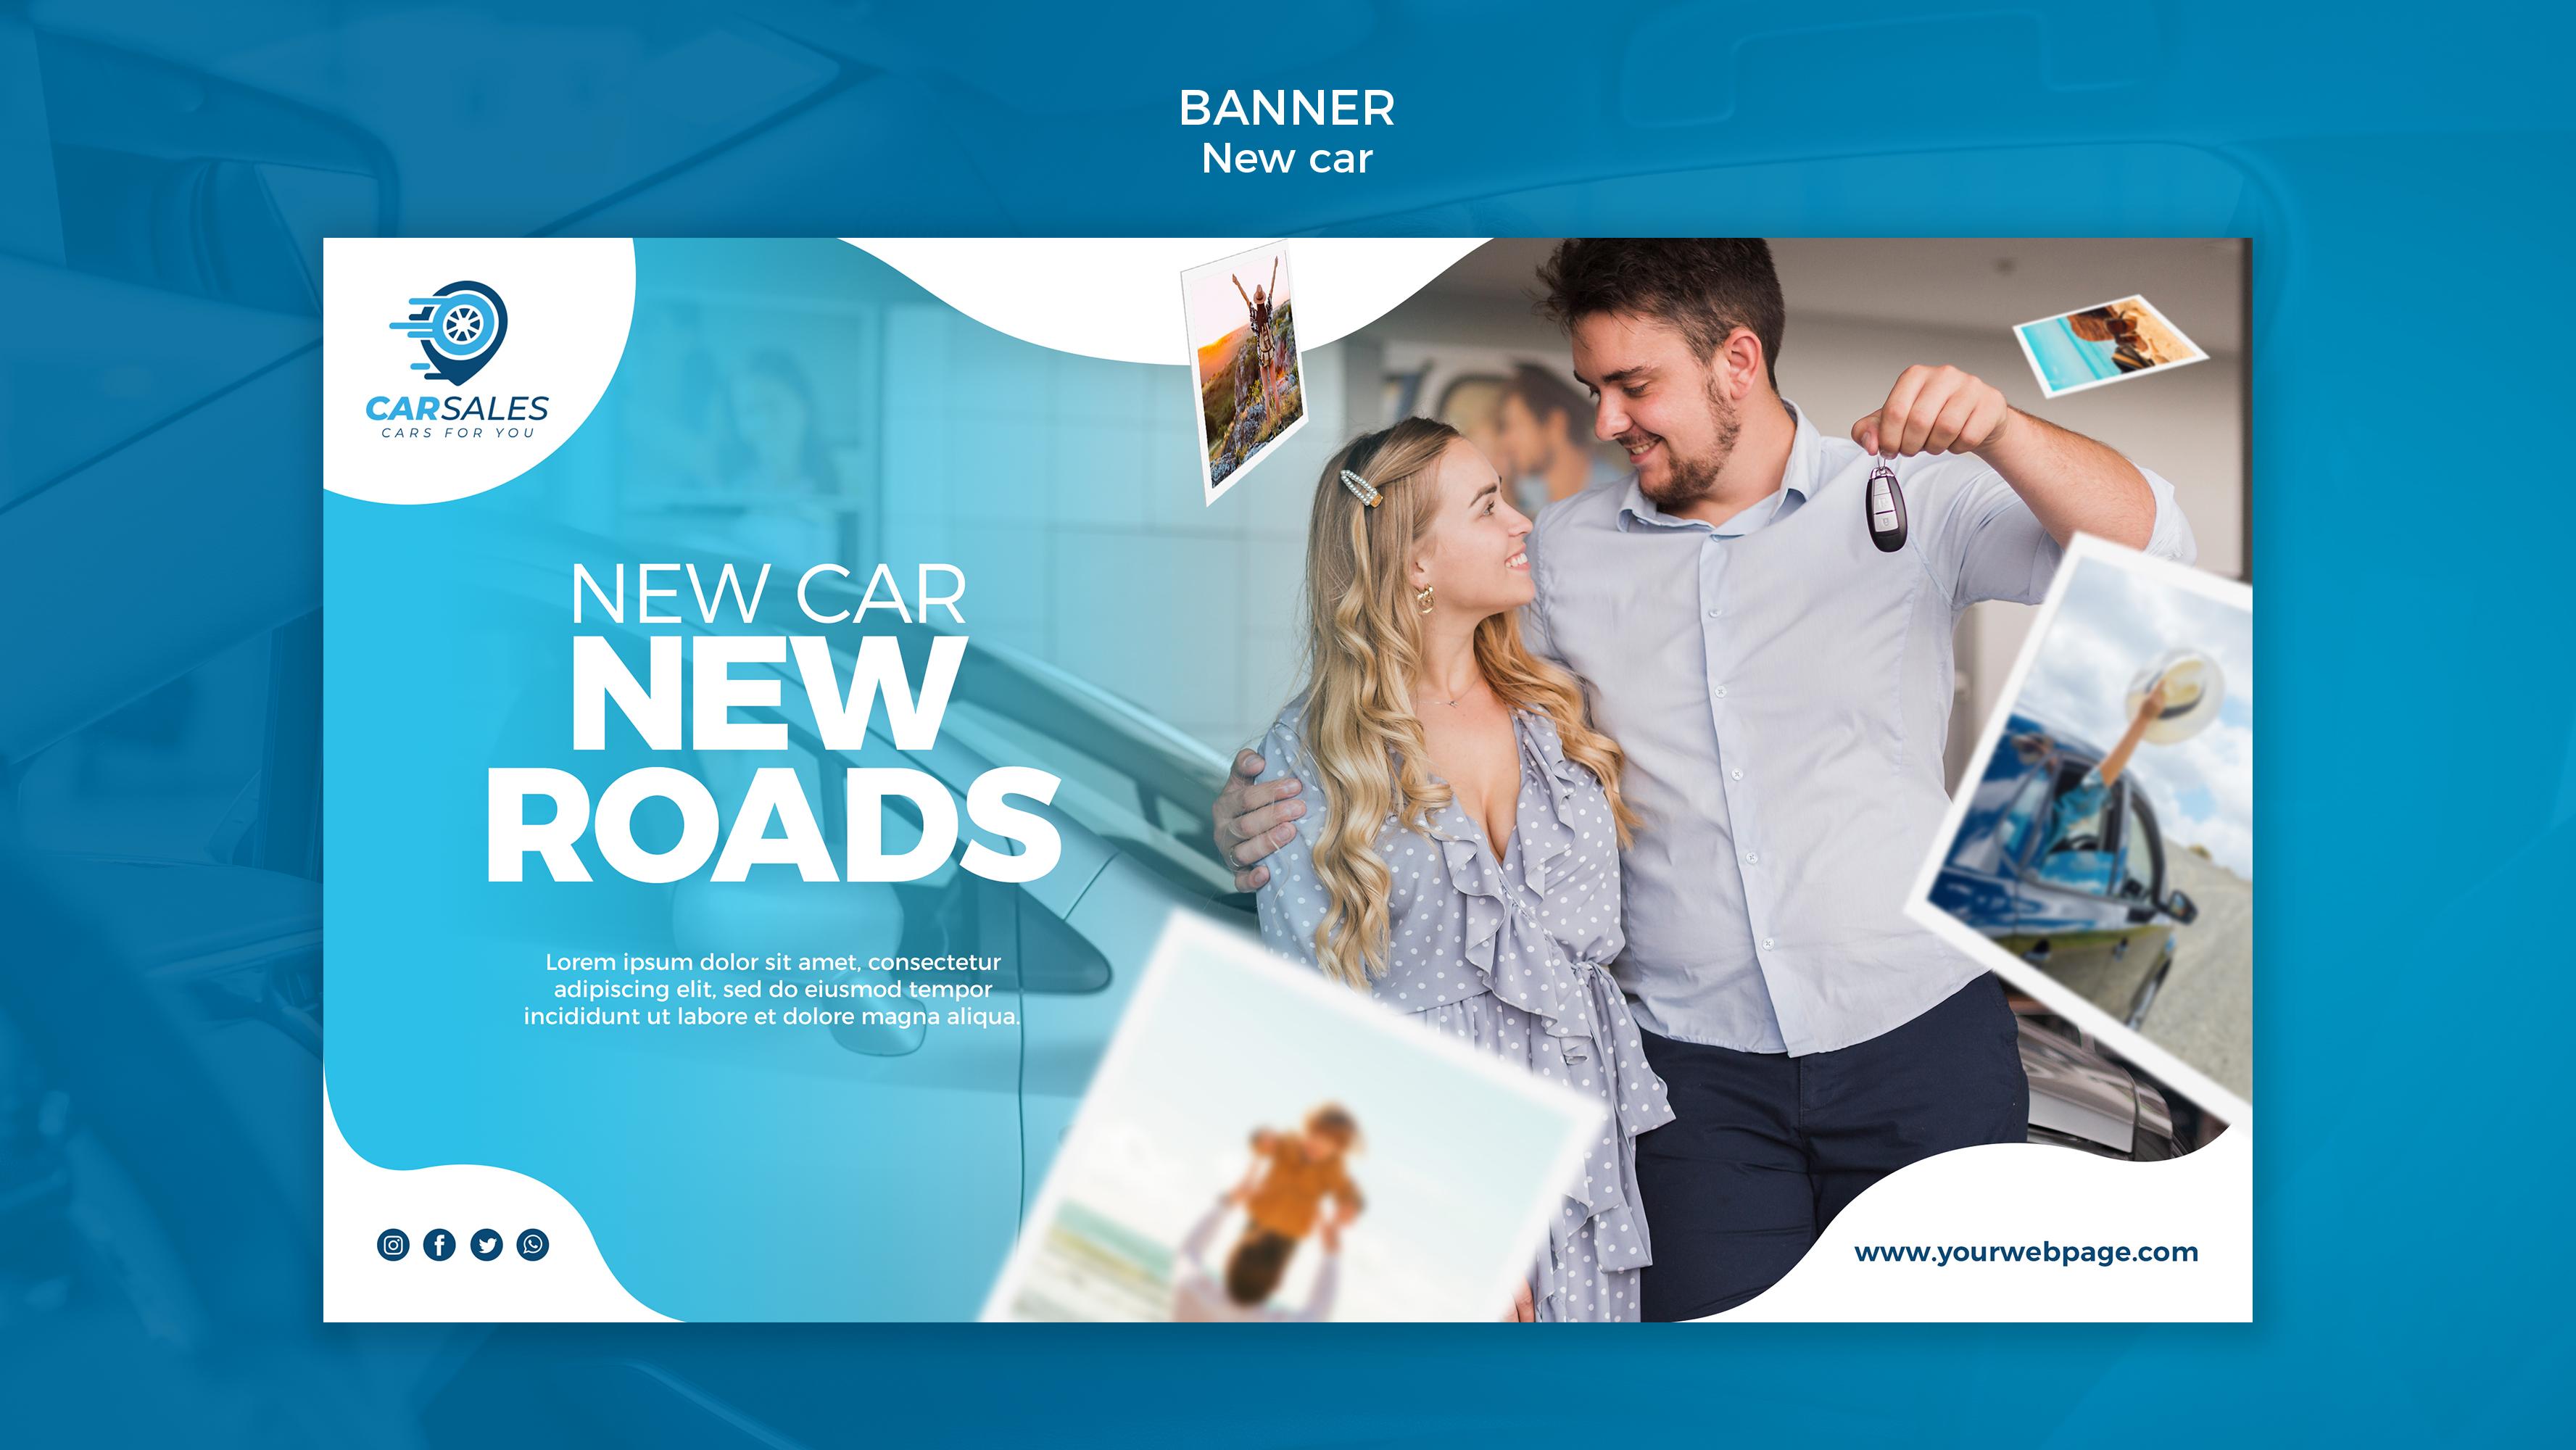 BANNER
New car
CARSALES
CARS FOR YOU
NEW CAR
NEW
ROADS
Lorem ipsum dolor sit amet, consectetur
adipiscing elit, sed do eiusmod tempor
incididunt ut labore et dolore magna aliqua.
www.yourwebpage.com